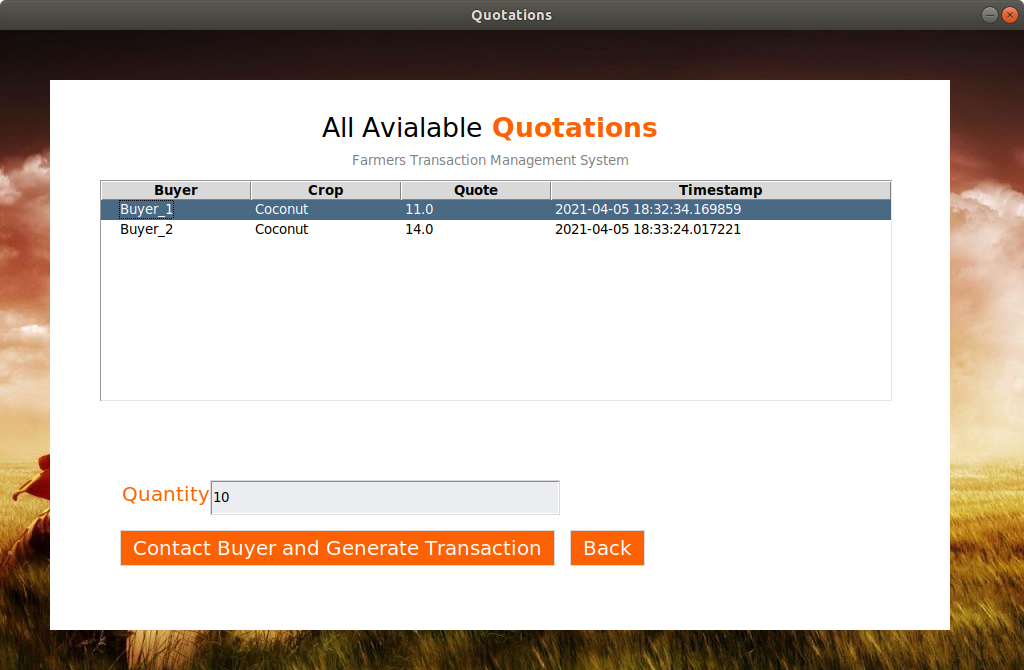 Quotations
All Avialable Quotations
Farmers Transaction Management System
Buyer Crop Quote Timestamp
Buyer_1 Coconut 11.0 2021-04-05 18:32:34.169859
Buyer_2 Coconut 14.0 2021-04-05 18:33:24.017221
Quantity 10
Contact Buyer and Generate Transaction Back